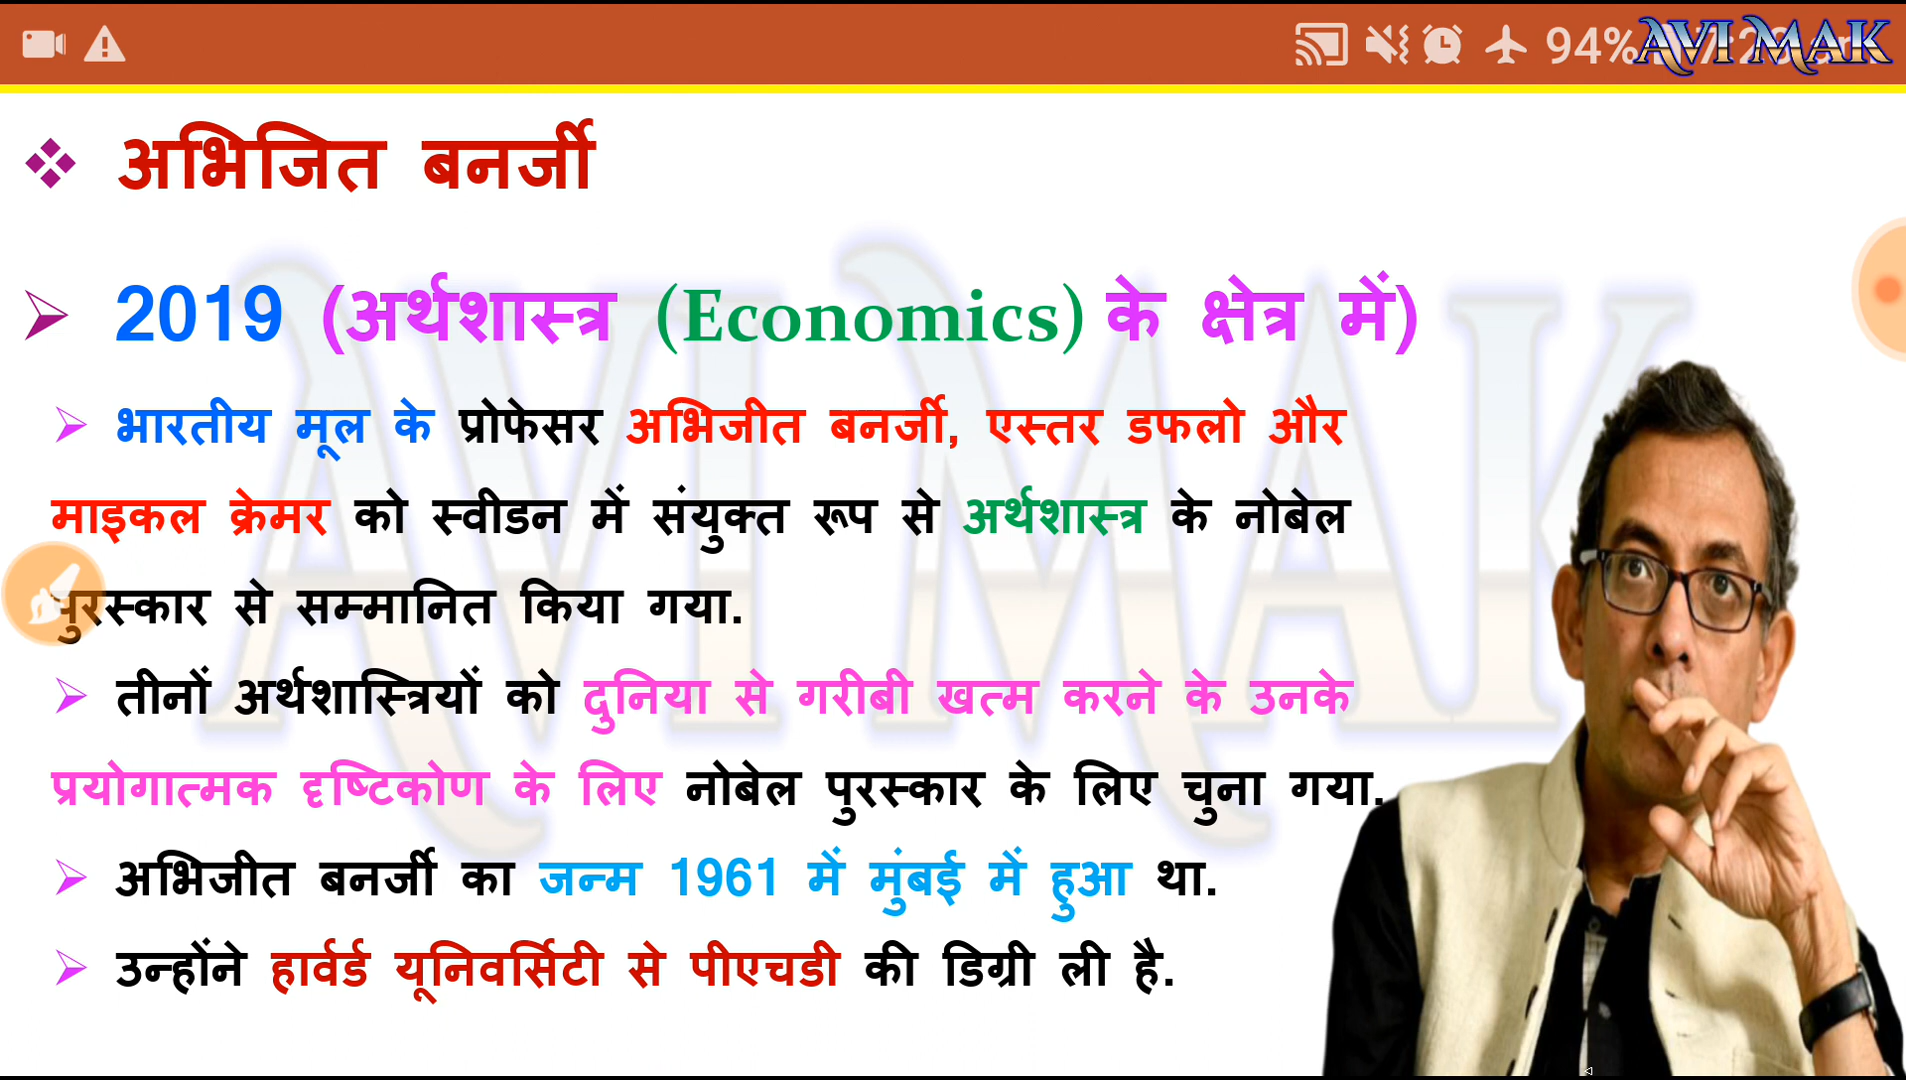 94%
AVI MAK
अभिजित बनर्जी
2019 (अर्थशास्त्र (Economics) के क्षेत्र में)
भारतीय मूल के प्रोफेसर अभिजीत बनर्जी, एस्तर डफलो और
माइकल क्रेमर को स्वीडन में संयुक्त रूप से अर्थशास्त्र के नोबेल
पुरस्कार से सम्मानित किया गया.
तीनों अर्थशास्त्रियों को दुनिया से गरीबी खत्म करने के उनके
प्रयोगात्मक दृष्टिकोण के लिए नोबेल पुरस्कार के लिए चुना गया.
अभिजीत बनर्जी का जन्म 1961 में मुंबई में हुआ था.
उन्होंने हार्वर्ड यूनिवर्सिटी से पीएचडी की डिग्री ली है.
AVI MAK